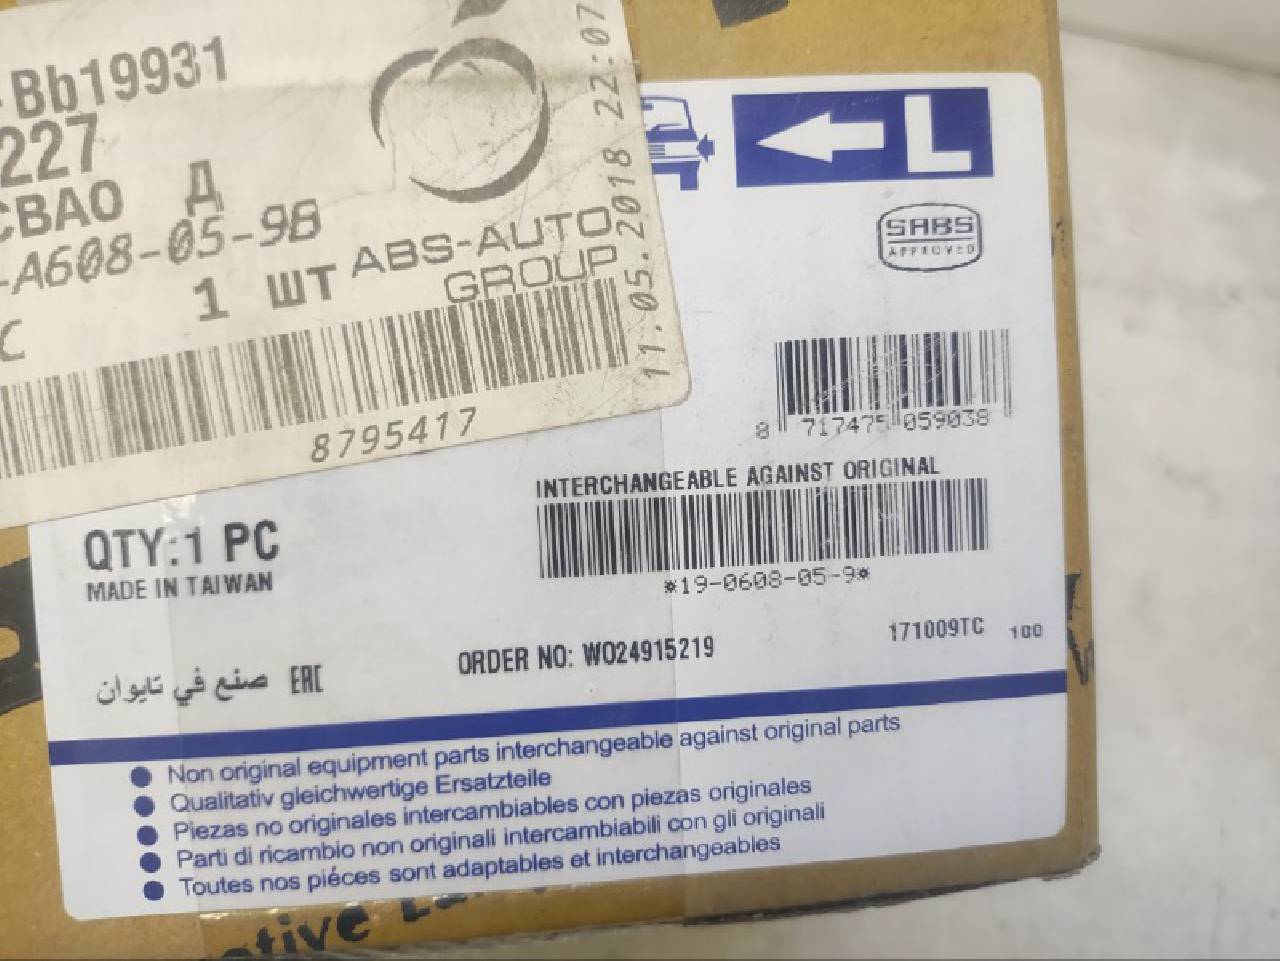 -Bb19931
227
СВАО Д
-A608-05-9B
1 ШТ
C
ABS-AUTO
GROUP
11.05.2018 22:07
8795417
L
SABS
APPROVED
8 717475 059038
INTERCHANGEABLE AGAINST ORIGINAL
*19-0608-05-9*
QTY:1 PC
MADE IN TAIWAN
صنع في تايوان EAC
ORDER NO: WO24915219
171009TC 100
Non original equipment parts interchangeable against original parts
Qualitativ gleichwertige Ersatzteile
Piezas no originales intercambiables con piezas originales
Parti di ricambio non originali intercambiabili con gli originali
Toutes nos piéces sont adaptables et interchangeables